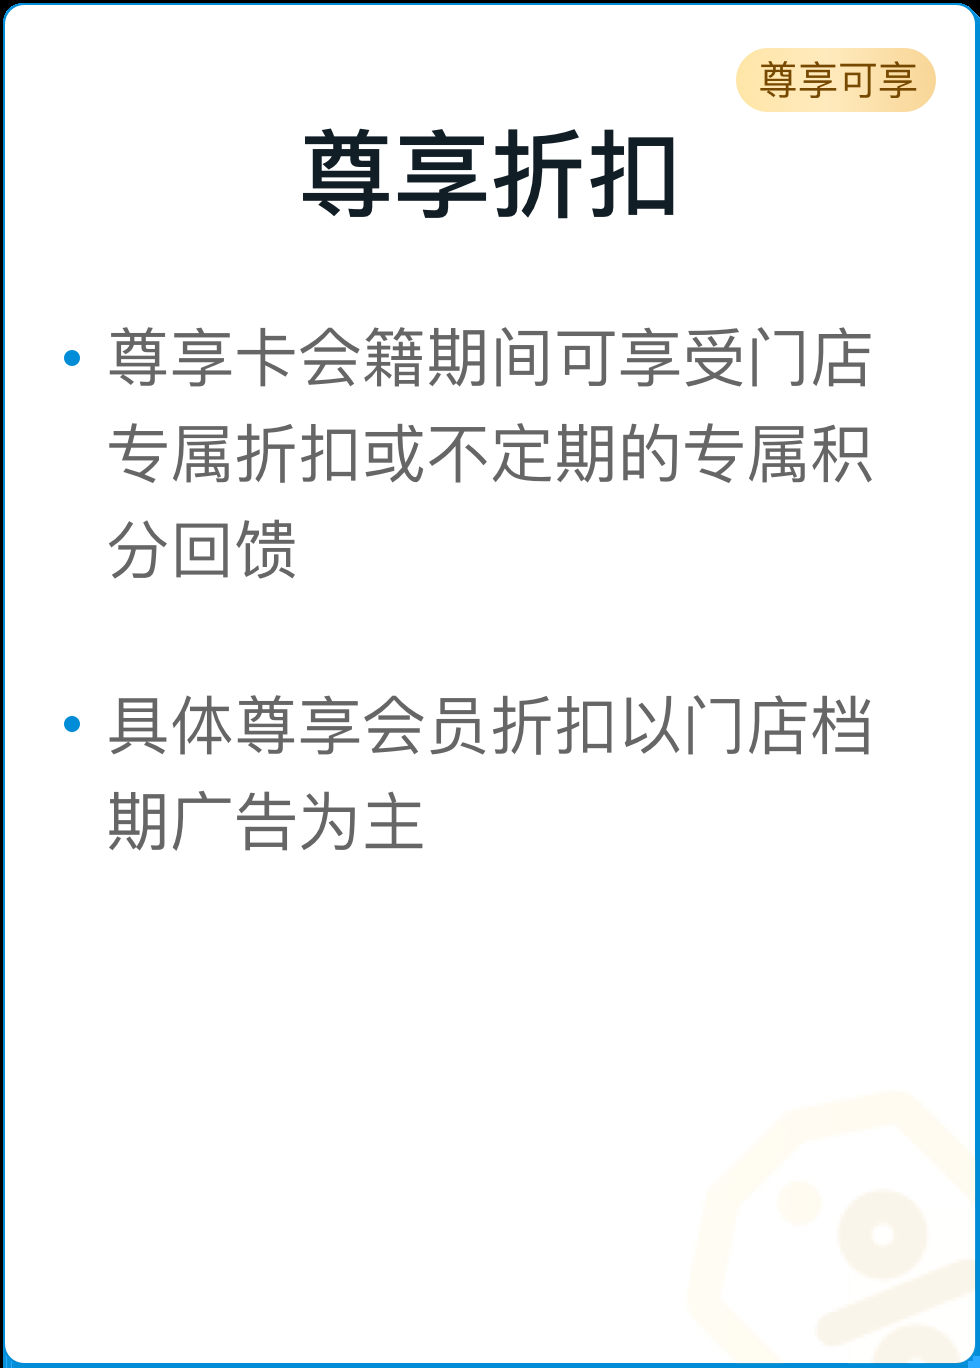 尊享可享
尊享折扣
• 尊享卡会籍期间可享受门店
专属折扣或不定期的专属积
分回馈
• 具体尊享会员折扣以门店档
期广告为主